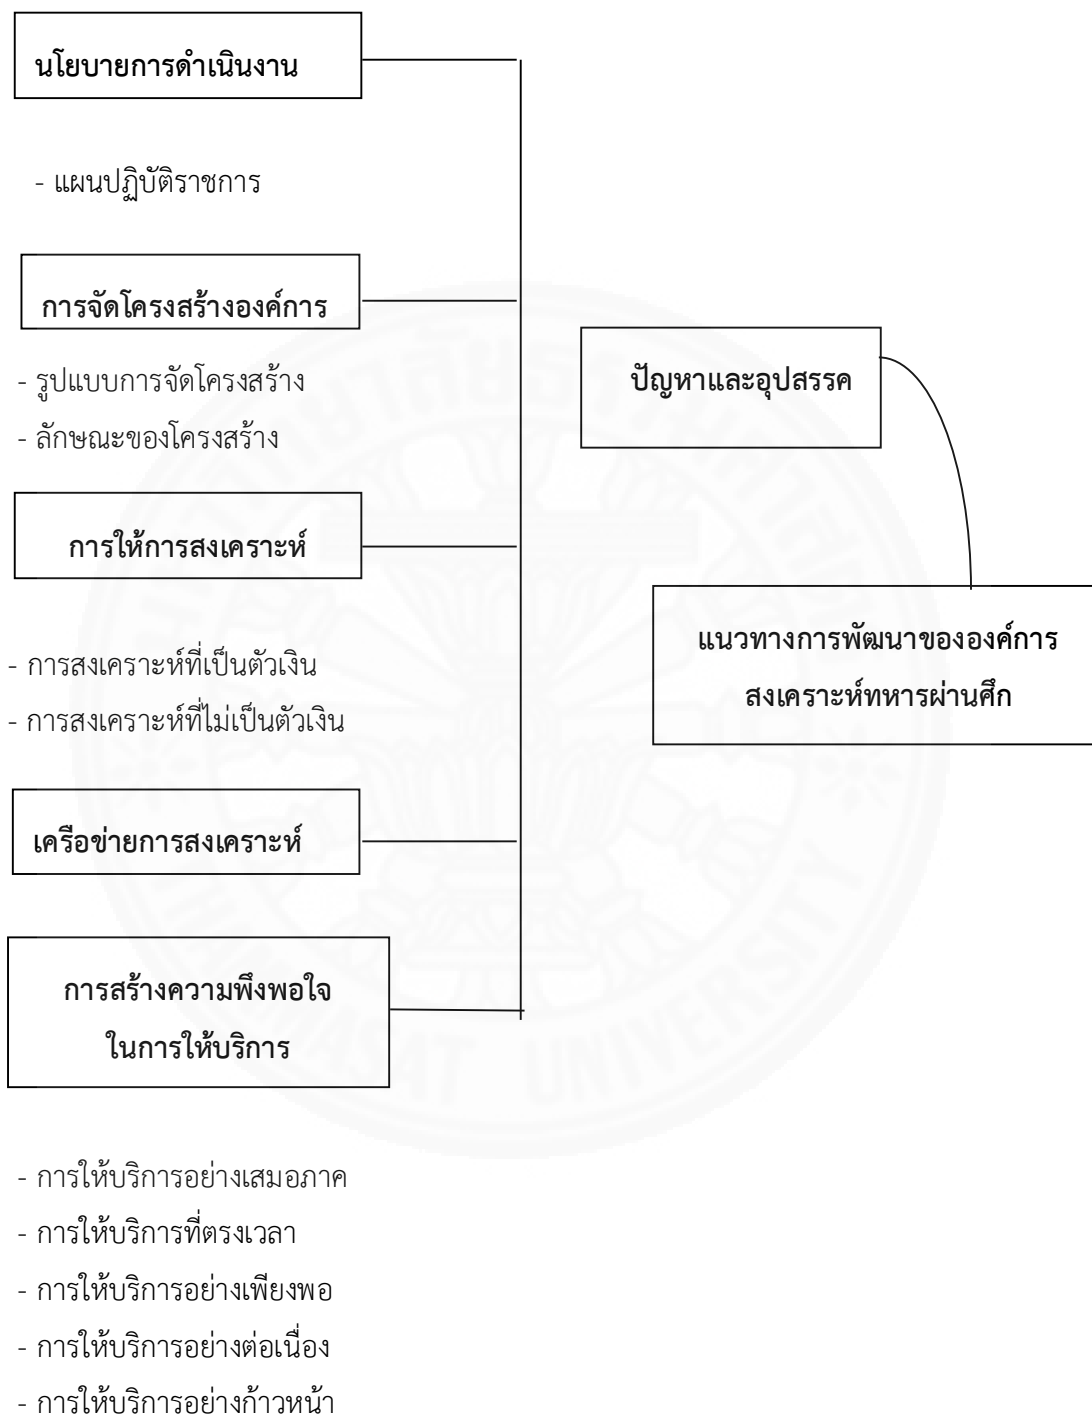 นโยบายการดำเนินงาน
- แผนปฏิบัติราชการ
การจัดโครงสร้างองค์การ
- รูปแบบการจัดโครงสร้าง
- ลักษณะของโครงสร้าง
การให้การสงเคราะห์
- การสงเคราะห์ที่เป็นตัวเงิน
- การสงเคราะห์ที่ไม่เป็นตัวเงิน
เครือข่ายการสงเคราะห์
การสร้างความพึงพอใจ
ในการให้บริการ
- การให้บริการอย่างเสมอภาค
- การให้บริการที่ตรงเวลา
- การให้บริการอย่างเพียงพอ
- การให้บริการอย่างต่อเนื่อง
- การให้บริการอย่างก้าวหน้า
ปัญหาและอุปสรรค
แนวทางการพัฒนาขององค์การ
สงเคราะห์ทหารผ่านศึก
THAMMASAT UNIVERSITY